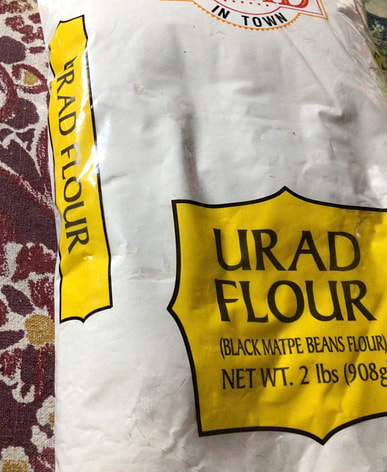 IN TOWN
URAD FLOUR
URAD
FLOUR
(BLACK MATPE BEANS FLOUR)
NET WT. 2 lbs (908g